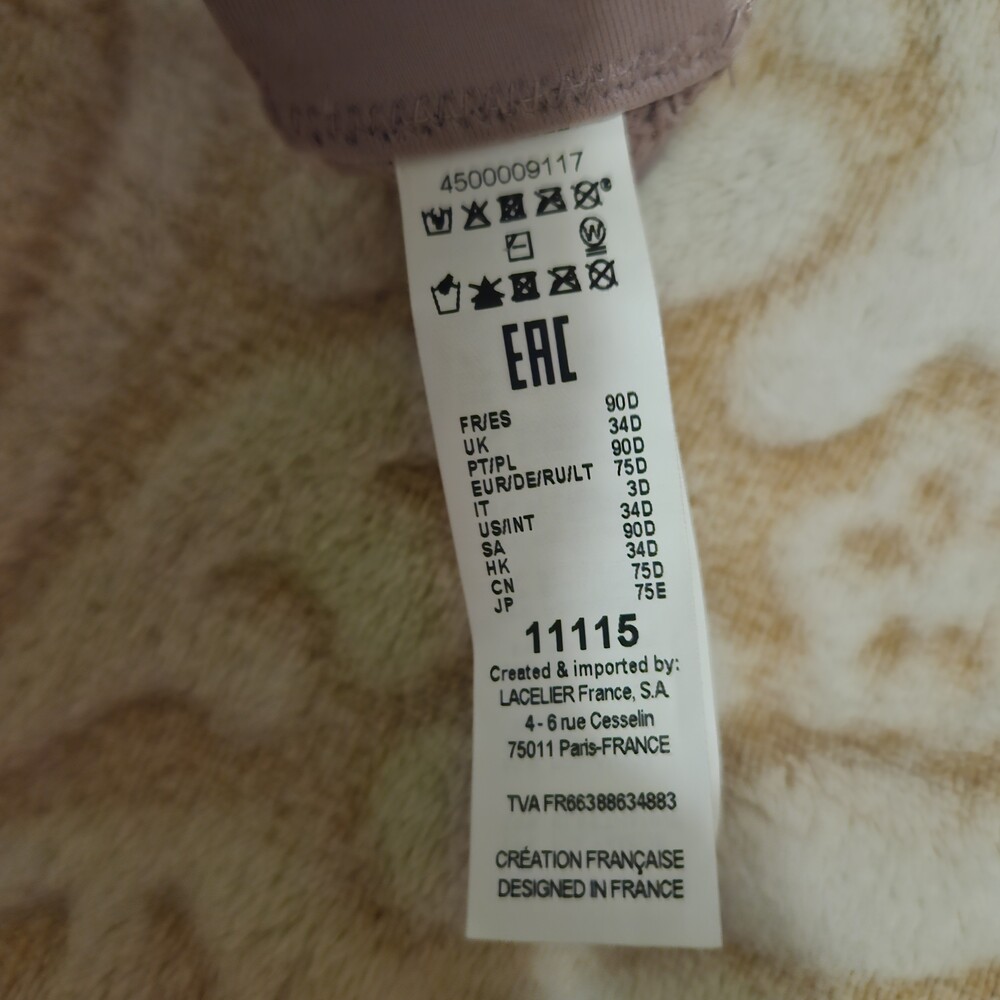 4500009117
W
EAC
FR/ES 90D
UK 34D
PT/PL 90D
EUR/DE/RU/LT 75D
IT 3D
US/INT 34D
SA 90D
HK 34D
CN 75D
JP 75E
11115
Created & imported by:
LACELIER France, S.A.
4-6 rue Cesselin
75011 Paris-FRANCE
TVA FR66388634883
CRÉATION FRANÇAISE
DESIGNED IN FRANCE